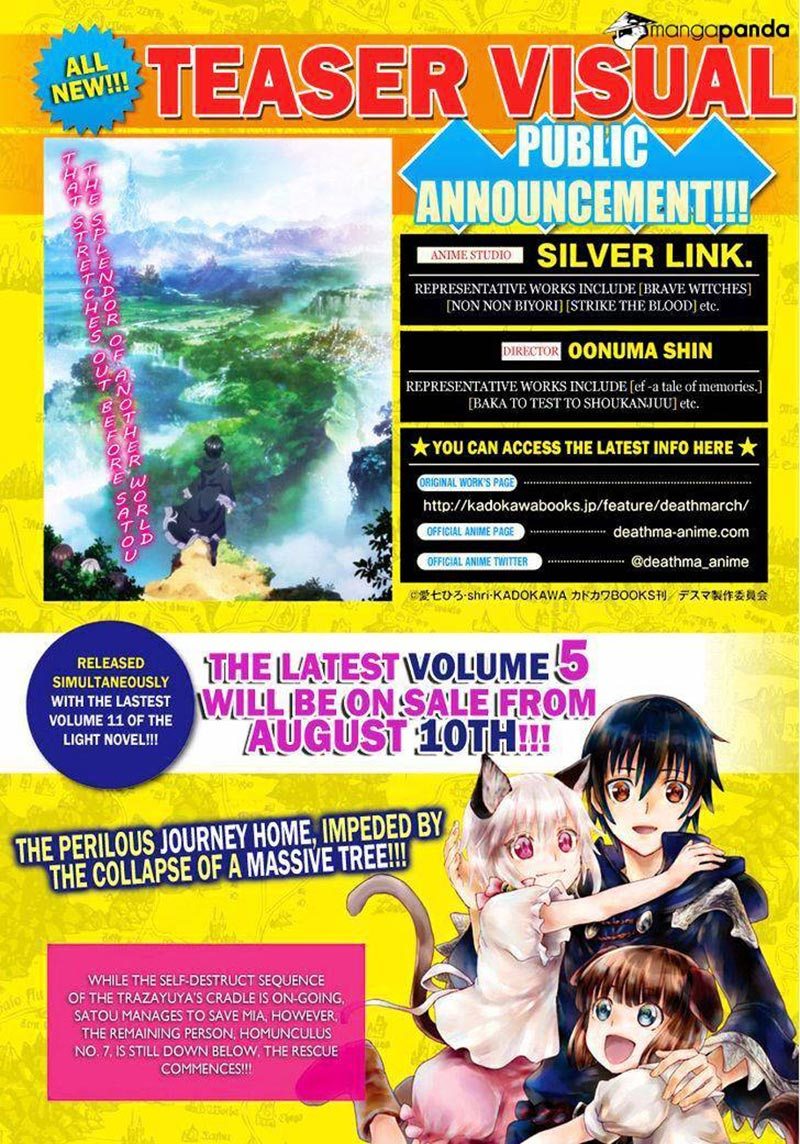 mangapanda
ALL
NEW!!!
TEASER VISUAL
PUBLIC
ANNOUNCEMENT!!!
THE SPLENDOR OF ANOTHER WORLD
THAT STRETCHES OUT BEFORE SATOU
ANIME STUDIO SILVER LINK.
REPRESENTATIVE WORKS INCLUDE [BRAVE WITCHES]
[NON NON BIYORI] [STRIKE THE BLOOD] etc.
DIRECTOR OONUMA SHIN
REPRESENTATIVE WORKS INCLUDE [ef -a tale of memories.]
[BAKA TO TEST TO SHOUKANJUU] etc.
★YOU CAN ACCESS THE LATEST INFO HERE★
ORIGINAL WORK'S PAGE
http://kadokawabooks.jp/feature/deathmarch/
OFFICIAL ANIME PAGE deathma-anime.com
OFFICIAL ANIME TWITTER @deathma_anime
©愛七ひろ・shri・KADOKAWA カドカワBOOKS刊／デスマ製作委員会
RELEASED
SIMULTANEOUSLY
WITH THE LASTEST
VOLUME 11 OF THE
LIGHT NOVEL!!!
THE LATEST VOLUME 5
WILL BE ON SALE FROM
AUGUST 10TH!!!
THE PERILOUS JOURNEY HOME, IMPEDED BY
THE COLLAPSE OF A MASSIVE TREE!!!
WHILE THE SELF-DESTRUCT SEQUENCE
OF THE TRAZAYUYA'S CRADLE IS ON-GOING,
SATOU MANAGES TO SAVE MIA, HOWEVER,
THE REMAINING PERSON, HOMUNCULUS
NO. 7, IS STILL DOWN BELOW, THE RESCUE
COMMENCES!!!